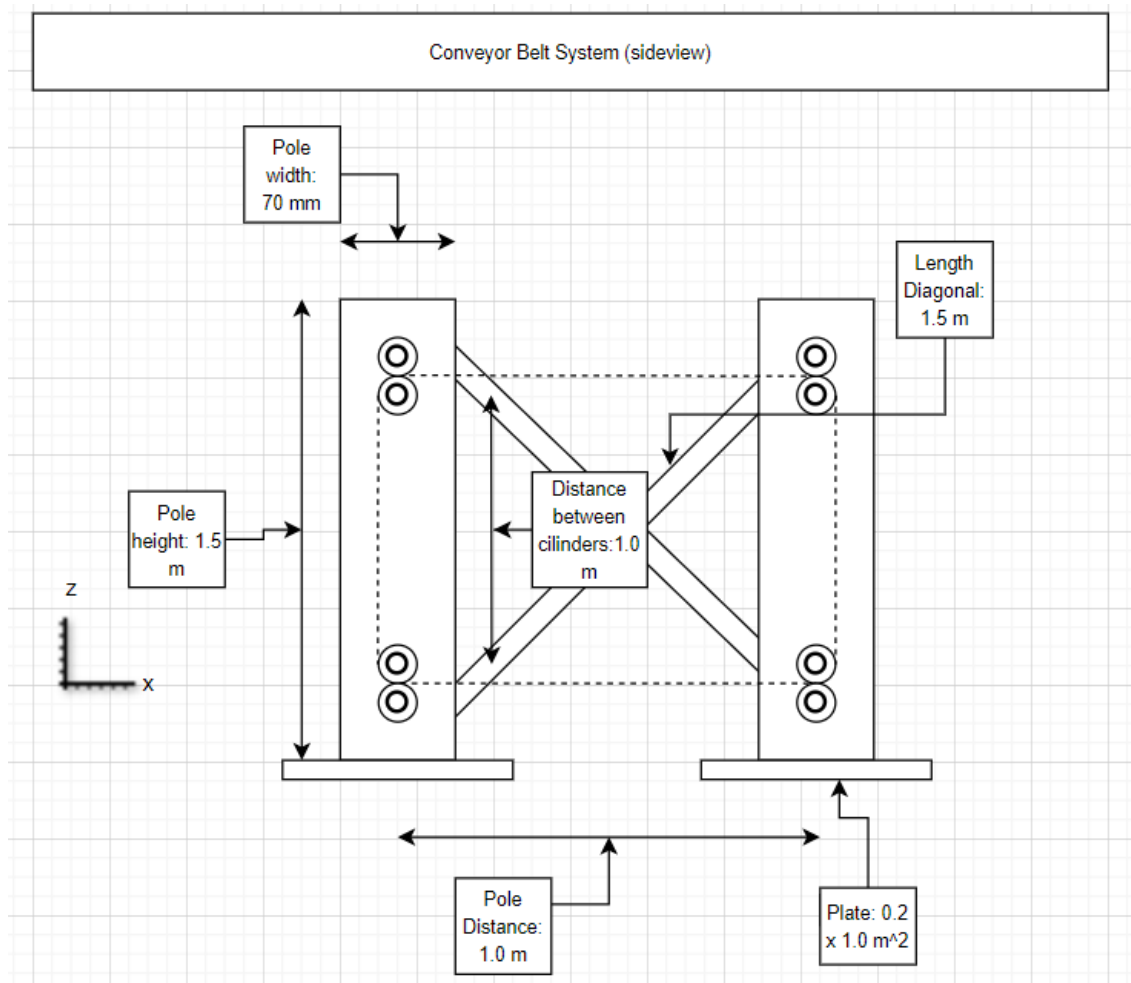 Conveyor Belt System (sideview)
Pole
width:
70 mm
Length
Diagonal:
1.5 m
Distance
between
cilinders:1.0
m
Pole
height: 1.5
m
z
x
Pole
Distance:
1.0 m
Plate: 0.2
x 1.0 m^2